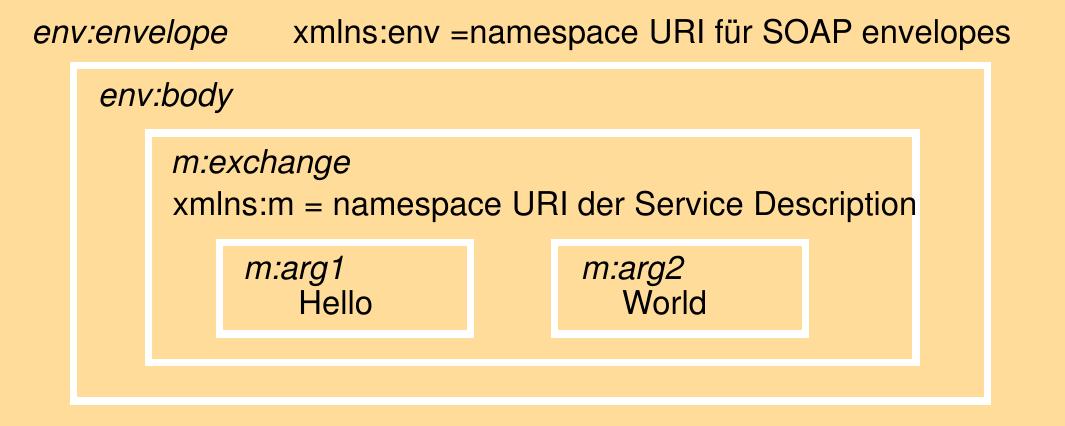 env:envelope xmlns:env =namespace URI für SOAP envelopes
env:body
m:exchange
xmlns:m = namespace URI der Service Description
m:arg1 m:arg2
Hello World